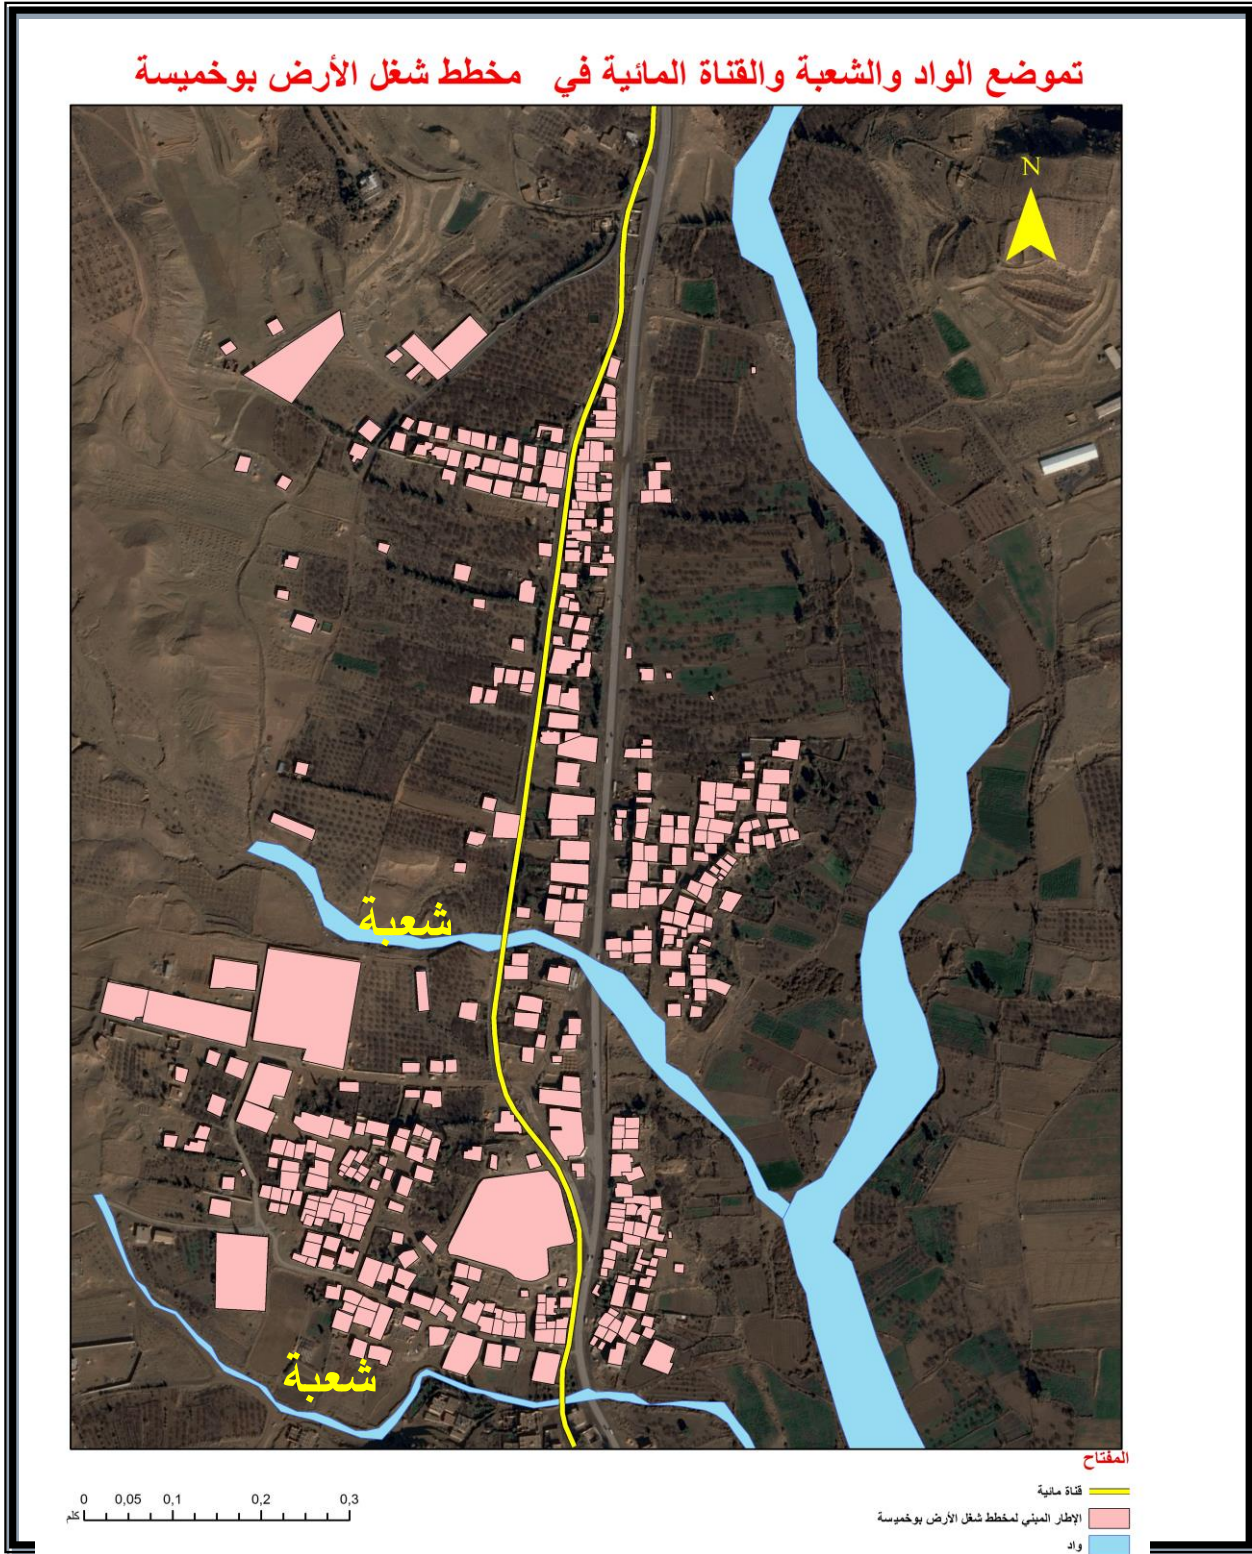 تموضع الواد والشعبة والقناة المائية في مخطط شغل الأرض بوخميسة
N
شعبة
شعبة
المفتاح
قناة مائية
الإطار المبني لمخطط شغل الأرض بوخميسة
واد
0 0,05 0,1 0,2 0,3
كلم